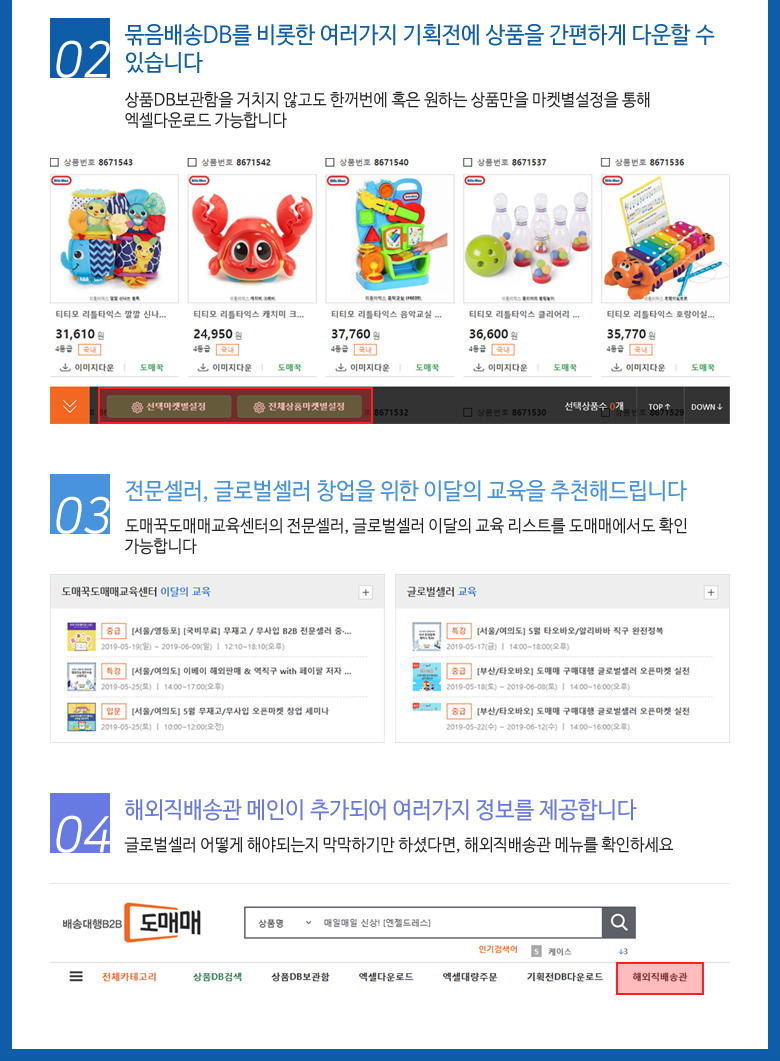 02
묶음배송DB를 비롯한 여러가지 기획전에 상품을 간편하게 다운할 수
있습니다
상품DB보관함을 거치지 않고도 한꺼번에 혹은 원하는 상품만을 마켓별설정을 통해
엑셀다운로드 가능합니다
상품번호 8671543 상품번호 8671542 상품번호 8671540 상품번호 8671537 상품번호 8671536
티티모 리틀타익스 깔깔 신나... 티티모 리틀타익스 캐치미 크... 티티모 리틀타익스 음악교실 ... 티티모 리틀타익스 클리어리 ... 티티모 리틀타익스 호랑이실...
31,610 원 24,950 원 37,760 원 36,600 원 35,770 원
4등급 국내 4등급 국내 4등급 국내 4등급 국내 4등급 국내
이미지다운 | 도매꾹 이미지다운 | 도매꾹 이미지다운 | 도매꾹 이미지다운 | 도매꾹 이미지다운 | 도매꾹
선택마켓별설정 전체상품마켓별설정 8671532 상품번호 8671530 선택상품수 0개 8671529 TOP↑ DOWN↓
03
전문셀러, 글로벌셀러 창업을 위한 이달의 교육을 추천해드립니다
도매꾹도매매교육센터의 전문셀러, 글로벌셀러 이달의 교육 리스트를 도매매에서도 확인
가능합니다
도매꾹도매매교육센터 이달의 교육 +
중급 [서울/영등포] [국비무료] 무재고 / 무사입 B2B 전문셀러 중·...
2019-05-19(일) ~ 2019-06-09(일) | 12:10~18:10(오후)
특강 [서울/여의도] 이베이 해외판매 & 역직구 with 페이팔 저자 ...
2019-05-25(토) | 14:00~17:00(오후)
입문 [서울/여의도] 5월 무재고/무사입 오픈마켓 창업 세미나
2019-05-25(토) | 10:00~12:00(오전)
글로벌셀러 교육 +
특강 [서울/여의도] 5월 타오바오/알리바바 직구 완전정복
2019-05-17(금) | 14:00~18:00(오후)
중급 [부산/타오바오] 도매매 구매대행 글로벌셀러 오픈마켓 실전
2019-05-18(토) ~ 2019-06-08(토) | 14:00~16:00(오후)
중급 [부산/타오바오] 도매매 구매대행 글로벌셀러 오픈마켓 실전
2019-05-22(수) ~ 2019-06-12(수) | 14:00~16:00(오후)
04
해외직배송관 메인이 추가되어 여러가지 정보를 제공합니다
글로벌셀러 어떻게 해야되는지 막막하기만 하셨다면, 해외직배송관 메뉴를 확인하세요
배송대행B2B 도매매 상품명 매일매일 신상! [엔젤드레스]
인기검색어 5 케이스 ↓3
전체카테고리 상품DB검색 상품DB보관함 엑셀다운로드 엑셀대량주문 기획전DB다운로드 해외직배송관